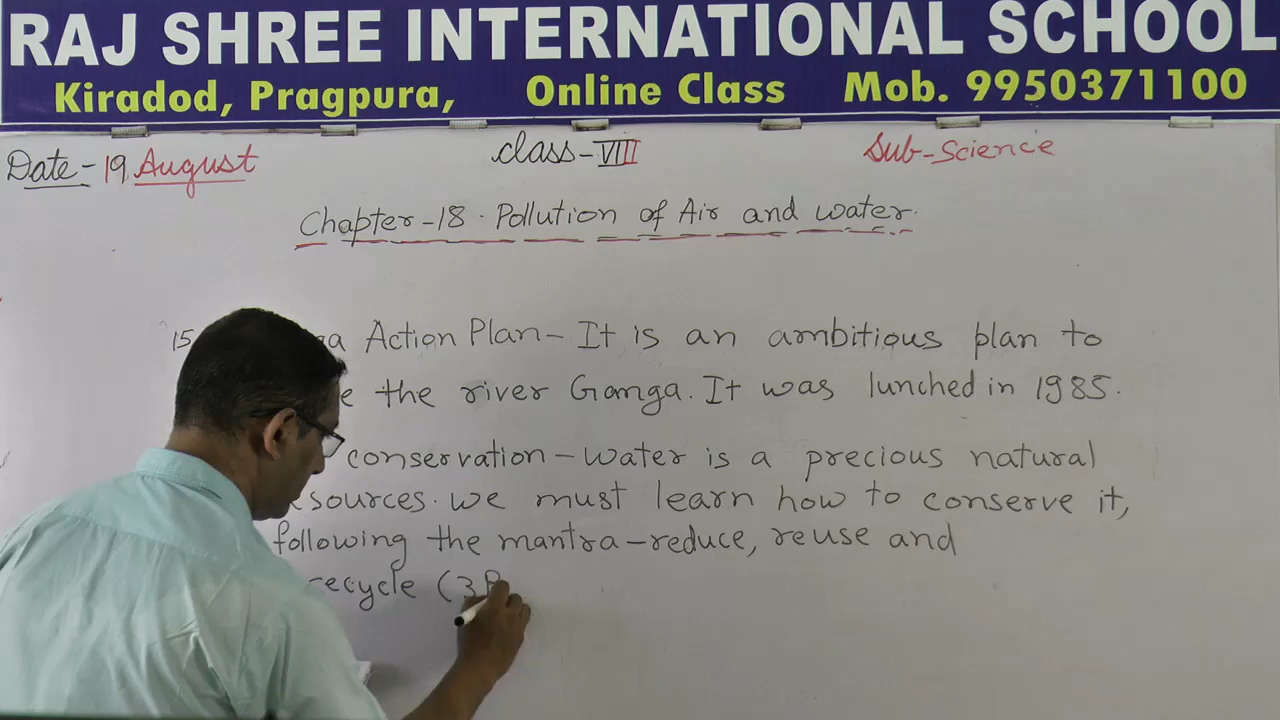 RAJ SHREE INTERNATIONAL SCHOOL
Kiradod, Pragpura, Online Class Mob. 9950371100
Date-19 August class-VIII Sub-Science
Chapter-18. Pollution of Air and water.
15 Action Plan-It is an ambitious plan to
the river Ganga. It was lunched in 1985.
conservation-water is a precious natural
sources. we must learn how to conserve it,
following the mantra-reduce, reuse and
recycle (3R